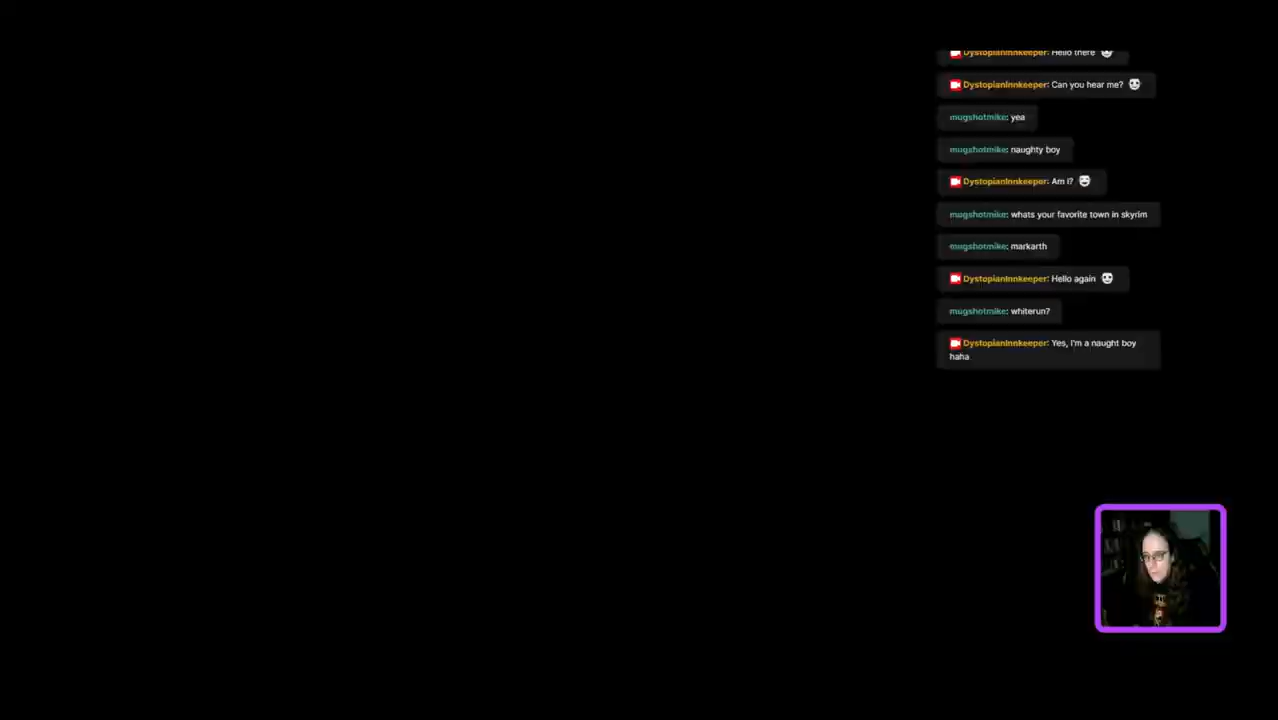 DystopianInnkeeper: Hello there
DystopianInnkeeper: Can you hear me?
mugshotmike: yea
mugshotmike: naughty boy
DystopianInnkeeper: Am i?
mugshotmike: whats your favorite town in skyrim
mugshotmike: markarth
DystopianInnkeeper: Hello again
mugshotmike: whiterun?
DystopianInnkeeper: Yes, I'm a naught boy
haha